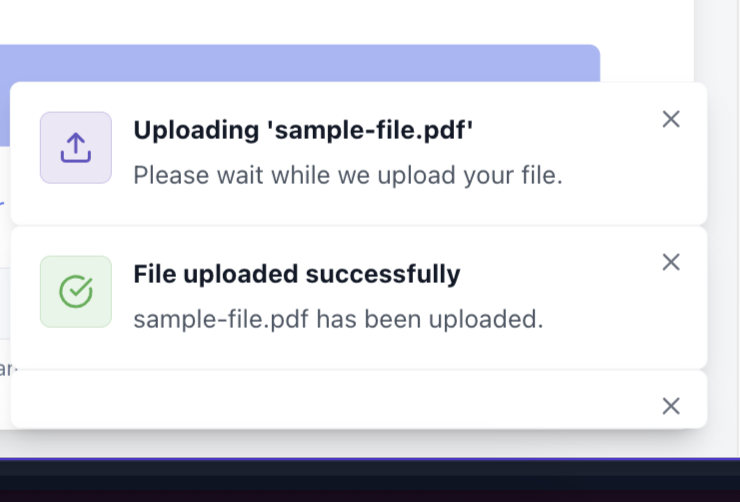 Uploading 'sample-file.pdf'
Please wait while we upload your file.
File uploaded successfully
sample-file.pdf has been uploaded.